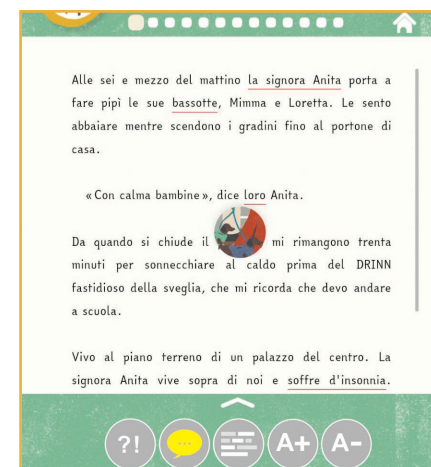 Alle sei e mezzo del mattino la signora Anita porta a
fare pipì le sue bassotte, Mimma e Loretta. Le sento
abbaiare mentre scendono i gradini fino al portone di
casa.
«Con calma bambine», dice loro Anita.
Da quando si chiude il mi rimangono trenta
minuti per sonnecchiare al caldo prima del DRINN
fastidioso della sveglia, che mi ricorda che devo andare
a scuola.
Vivo al piano terreno di un palazzo del centro. La
signora Anita vive sopra di noi e soffre d'insonnia.
?! ... A+ A-